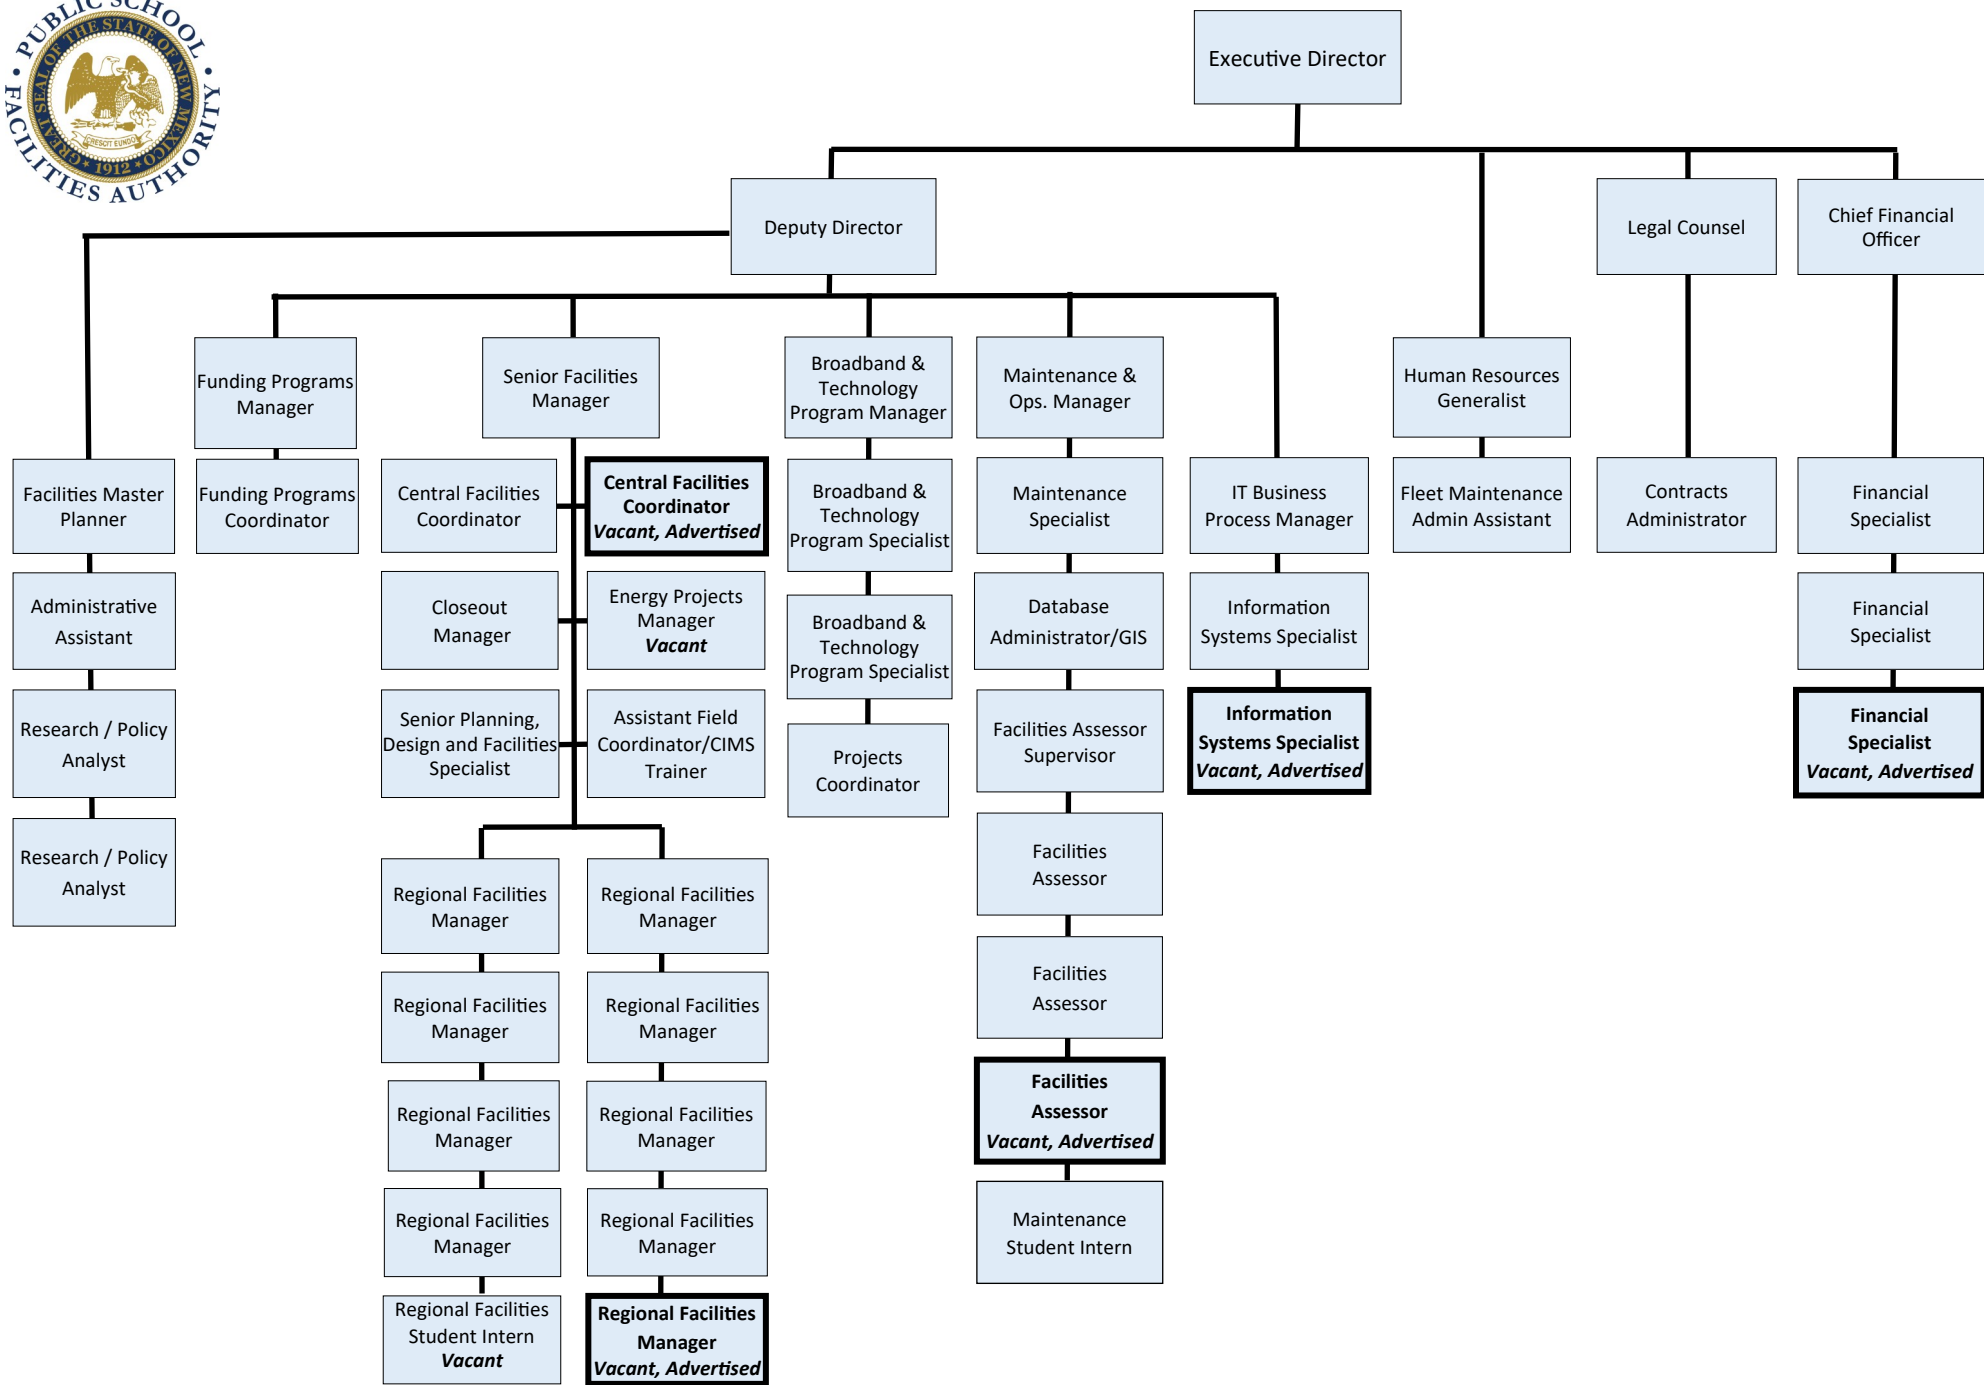 PUBLIC SCHOOL
FACILITIES AUTHORITY
GREAT SEAL OF THE STATE OF NEW MEXICO
CRESCIT EUNDO
1912
Executive Director
Deputy Director
Legal Counsel
Chief Financial
Officer
Funding Programs
Manager
Senior Facilities
Manager
Broadband &
Technology
Program Manager
Maintenance &
Ops. Manager
Human Resources
Generalist
Facilities Master
Planner
Funding Programs
Coordinator
Central Facilities
Coordinator
Central Facilities
Coordinator
Vacant, Advertised
Broadband &
Technology
Program Specialist
Maintenance
Specialist
IT Business
Process Manager
Fleet Maintenance
Admin Assistant
Contracts
Administrator
Financial
Specialist
Administrative
Assistant
Closeout
Manager
Energy Projects
Manager
Vacant
Broadband &
Technology
Program Specialist
Database
Administrator/GIS
Information
Systems Specialist
Financial
Specialist
Research / Policy
Analyst
Senior Planning,
Design and Facilities
Specialist
Assistant Field
Coordinator/CIMS
Trainer
Projects
Coordinator
Facilities Assessor
Supervisor
Information
Systems Specialist
Vacant, Advertised
Financial
Specialist
Vacant, Advertised
Research / Policy
Analyst
Facilities
Assessor
Regional Facilities
Manager
Regional Facilities
Manager
Facilities
Assessor
Regional Facilities
Manager
Regional Facilities
Manager
Facilities
Assessor
Vacant, Advertised
Regional Facilities
Manager
Regional Facilities
Manager
Maintenance
Student Intern
Regional Facilities
Manager
Regional Facilities
Manager
Regional Facilities
Student Intern
Vacant
Regional Facilities
Manager
Vacant, Advertised